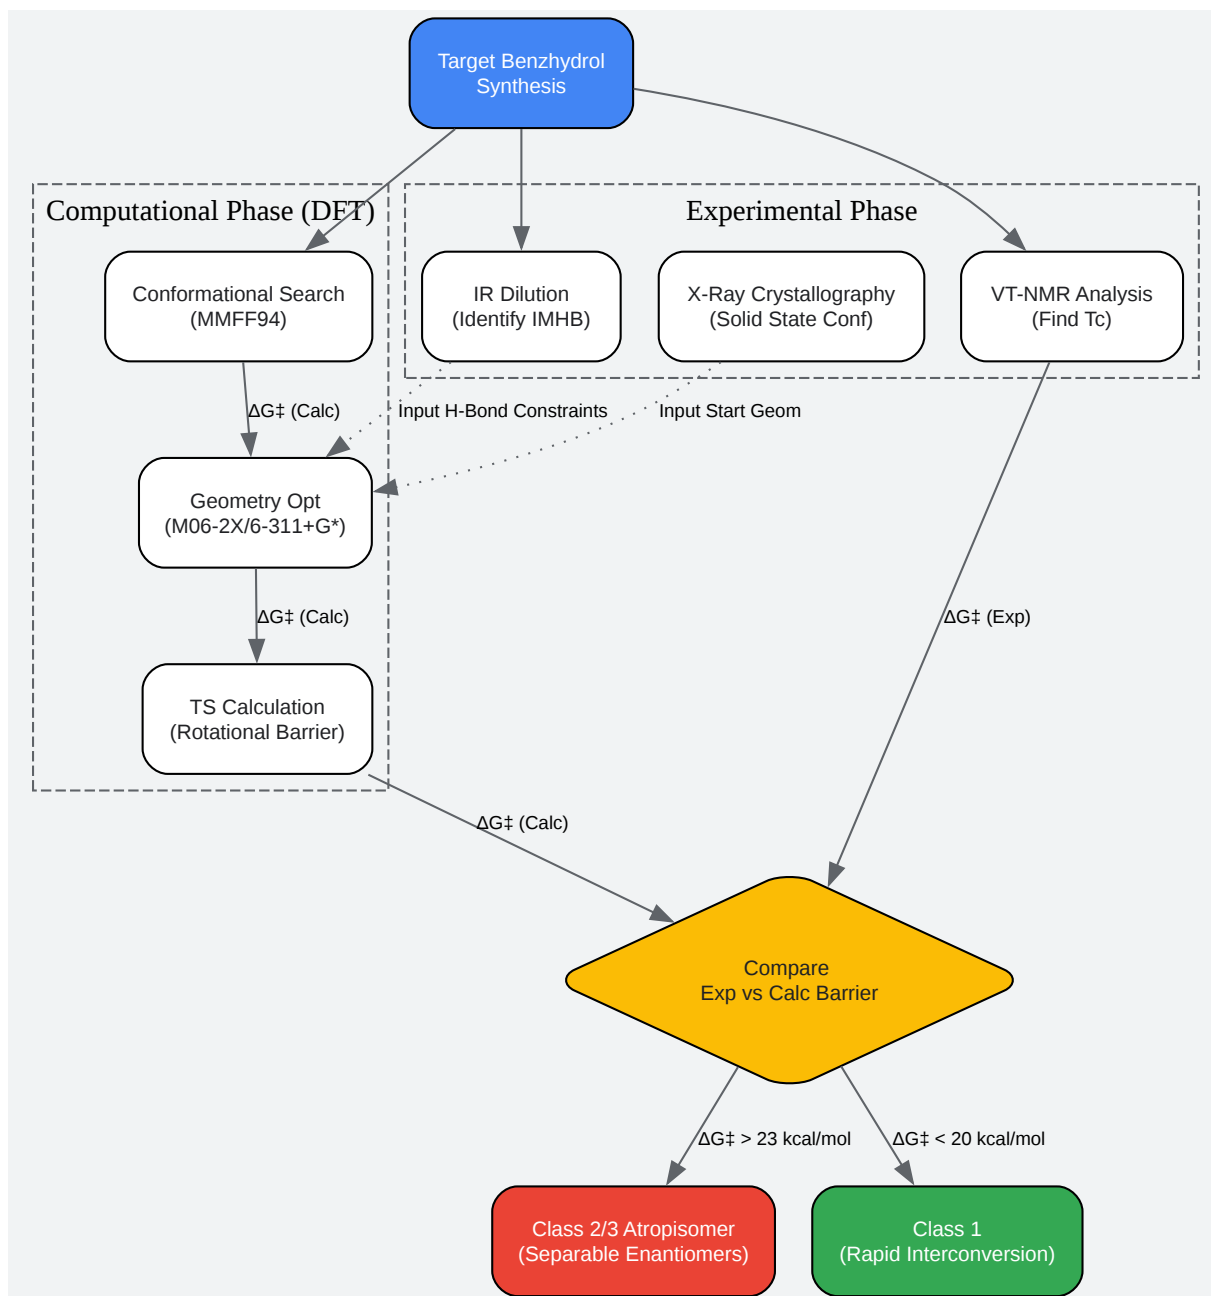 Target Benzhydrol
Synthesis
Computational Phase (DFT)
Experimental Phase
Conformational Search
(MMFF94)
IR Dilution
(Identify IMHB)
X-Ray Crystallography
(Solid State Conf)
VT-NMR Analysis
(Find Tc)
ΔG‡ (Calc)
Input H-Bond Constraints
Input Start Geom
Geometry Opt
(M06-2X/6-311+G*)
ΔG‡ (Calc)
ΔG‡ (Exp)
TS Calculation
(Rotational Barrier)
ΔG‡ (Calc)
Compare
Exp vs Calc Barrier
ΔG‡ > 23 kcal/mol
ΔG‡ < 20 kcal/mol
Class 2/3 Atropisomer
(Separable Enantiomers)
Class 1
(Rapid Interconversion)